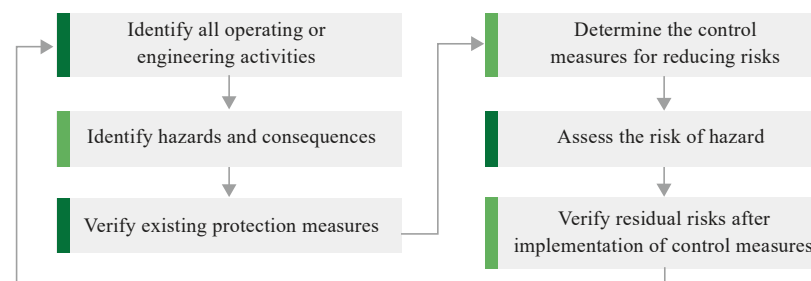 Identify all operating or
engineering activities
Identify hazards and consequences
Verify existing protection measures
Determine the control
measures for reducing risks
Assess the risk of hazard
Verify residual risks after
implementation of control measures